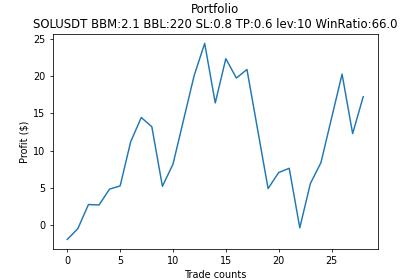 Portfolio
SOLUSDT BBM:2.1 BBL:220 SL:0.8 TP:0.6 lev:10 WinRatio:66.0
Profit ($)
25
20
15
10
5
0
0 5 10 15 20 25
Trade counts